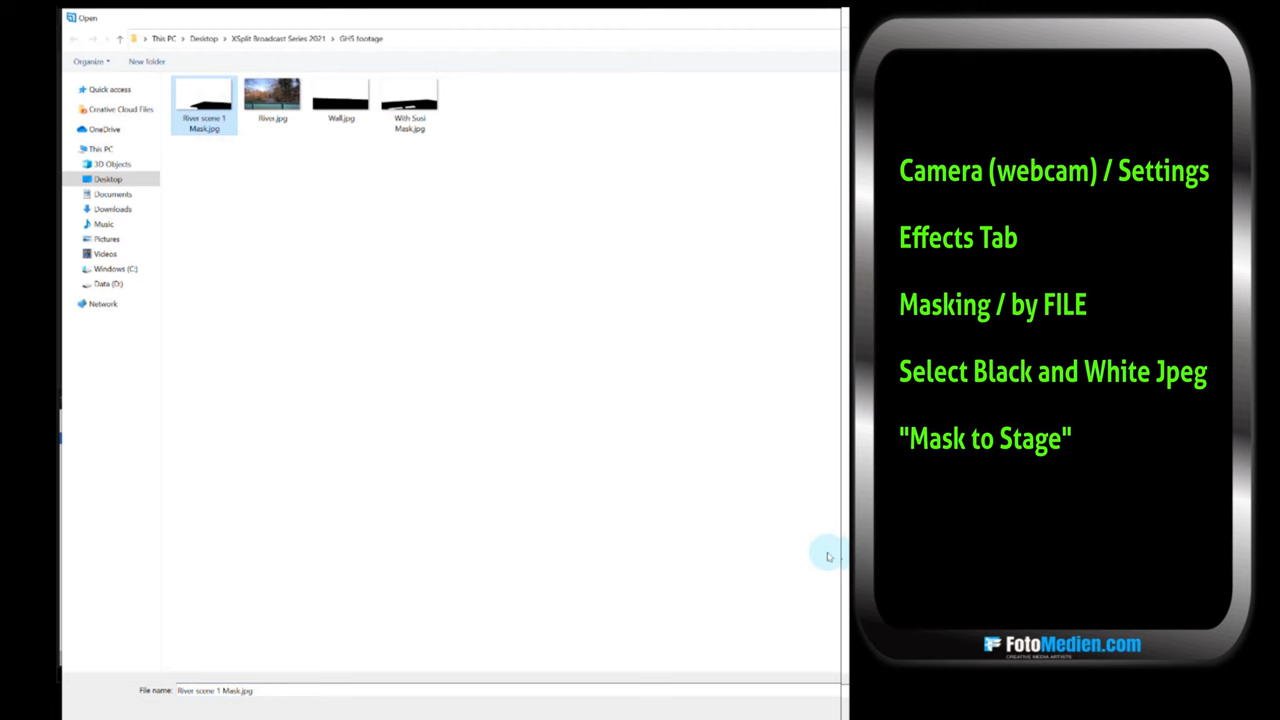 Open
This PC > Desktop > XSplit Broadcast Series 2021 > GH5 footage
Organize
New folder
Quick access
Creative Cloud Files
OneDrive
This PC
3D Objects
Desktop
Documents
Downloads
Music
Pictures
Videos
Windows (C:)
Data (D:)
Network
River scene 1
Mask.jpg
River.jpg
Wall.jpg
With Susi
Mask.jpg
File name:
River scene 1 Mask.jpg
Camera (webcam) / Settings
Effects Tab
Masking / by FILE
Select Black and White Jpeg
"Mask to Stage"
FotoMedien.com
CREATIVE MEDIA ARTISTS